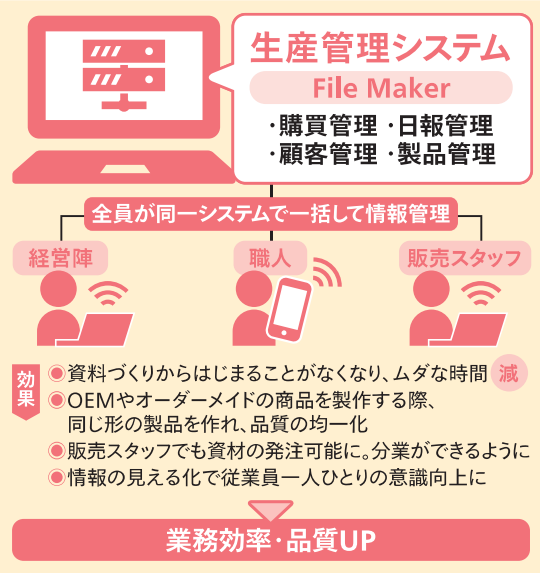 生産管理システム
File Maker
・購買管理 ・日報管理
・顧客管理 ・製品管理
全員が同一システムで一括して情報管理
経営陣
職人
販売スタッフ
効果
◉資料づくりからはじまることがなくなり、ムダな時間 減
◉OEMやオーダーメイドの商品を製作する際、
同じ形の製品を作れ、品質の均一化
◉販売スタッフでも資材の発注可能に。分業ができるように
◉情報の見える化で従業員一人ひとりの意識向上に
業務効率・品質UP